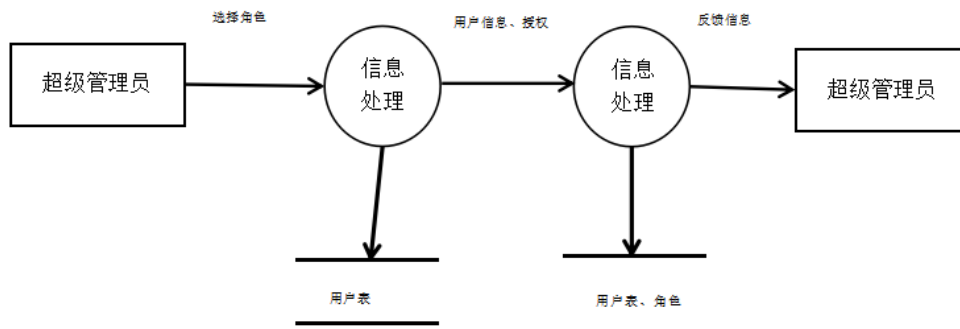 选择角色
用户信息、授权
反馈信息
超级管理员
信息
处理
信息
处理
超级管理员
用户表
用户表、角色